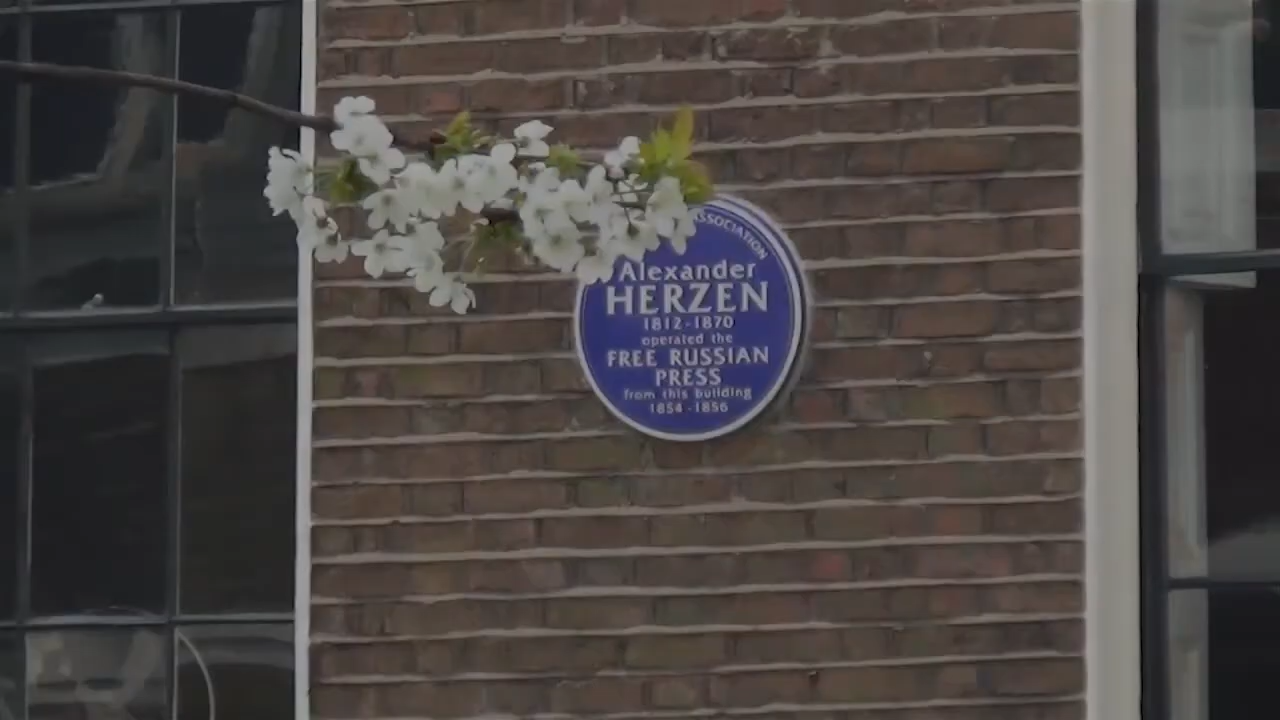 ASSOCIATION
Alexander
HERZEN
1812-1870
operated the
FREE RUSSIAN
PRESS
from this building
1854-1856